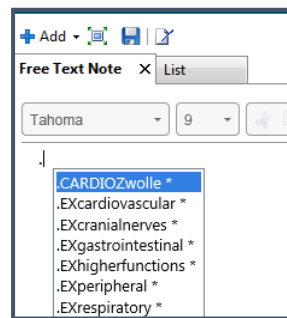 Add
Free Text Note X List
Tahoma 9
.
.CARDIOZwolle *
.EXcardiovascular *
.EXcranialnerves *
.EXgastrointestinal *
.EXhigherfunctions *
.EXperipheral *
.EXrespiratory *